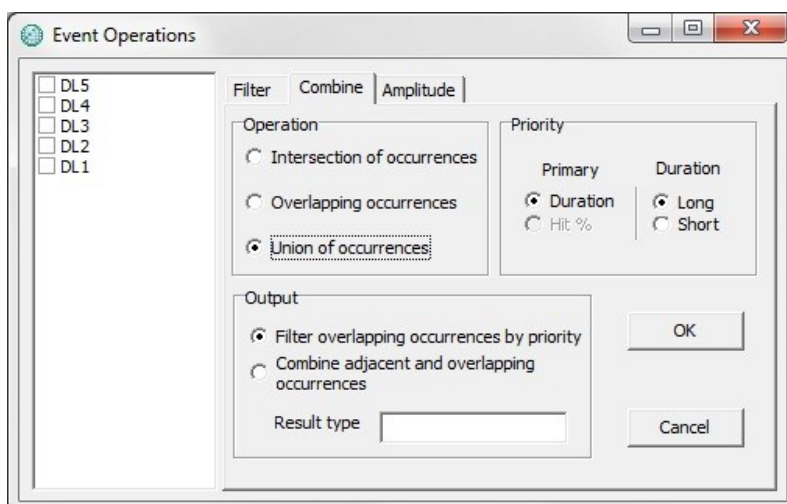 Event Operations
DL5
DL4
DL3
DL2
DL1
Filter
Combine
Amplitude
Operation
Intersection of occurrences
Overlapping occurrences
Union of occurrences
Priority
Primary
Duration
Hit %
Duration
Long
Short
Output
Filter overlapping occurrences by priority
Combine adjacent and overlapping
occurrences
Result type
OK
Cancel